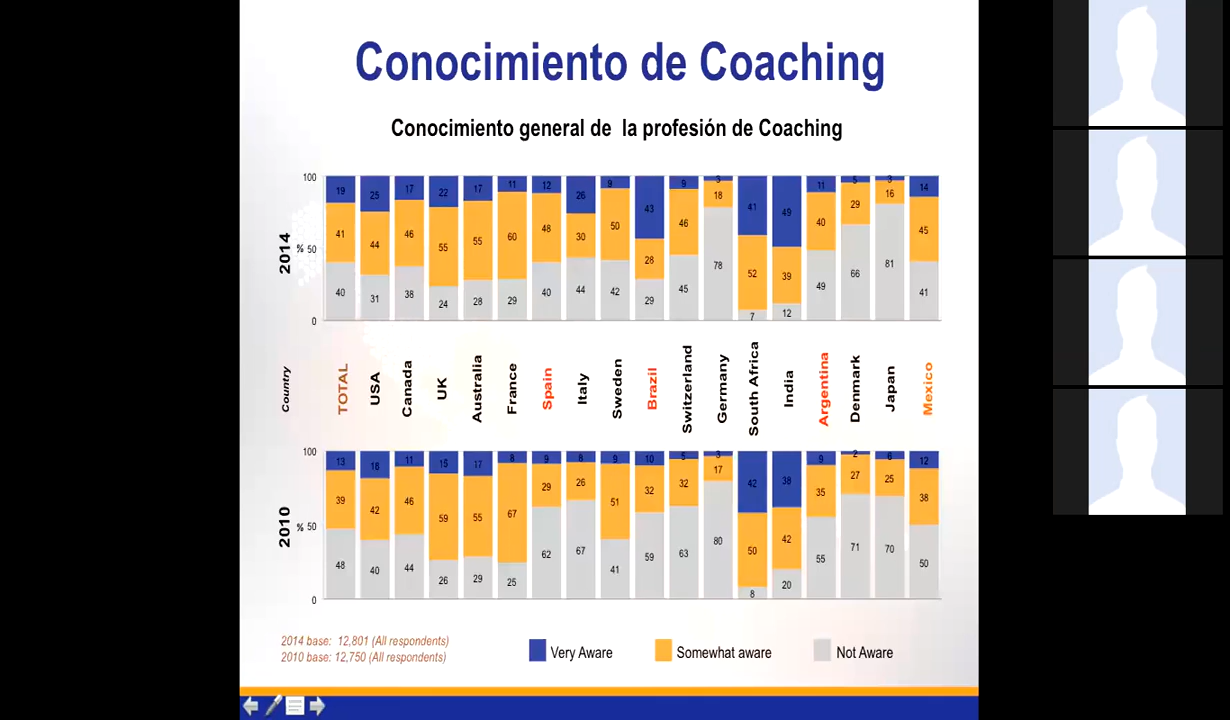 Conocimiento de Coaching
Conocimiento general de la profesión de Coaching
100
19 25 17 22 17 11 12 26 9 43 9 3 41 49 11 5 3 14
2014
% 50
41 44 46 55 55 60 48 30 50 28 46 18 52 39 40 29 16 45
40 31 38 24 28 29 40 44 42 29 45 78 7 12 49 66 81 41
0
Country
TOTAL
USA
Canada
UK
Australia
France
Spain
Italy
Sweden
Brazil
Switzerland
Germany
South Africa
India
Argentina
Denmark
Japan
Mexico
100
13 18 11 15 17 8 9 8 9 10 5 3 42 38 9 2 6 12
2010
% 50
39 42 46 59 55 67 29 26 51 32 32 17 50 42 35 27 25 38
48 40 44 26 29 25 62 67 41 59 63 80 8 20 55 71 70 50
0
2014 base: 12,801 (All respondents)
2010 base: 12,750 (All respondents)
Very Aware
Somewhat aware
Not Aware